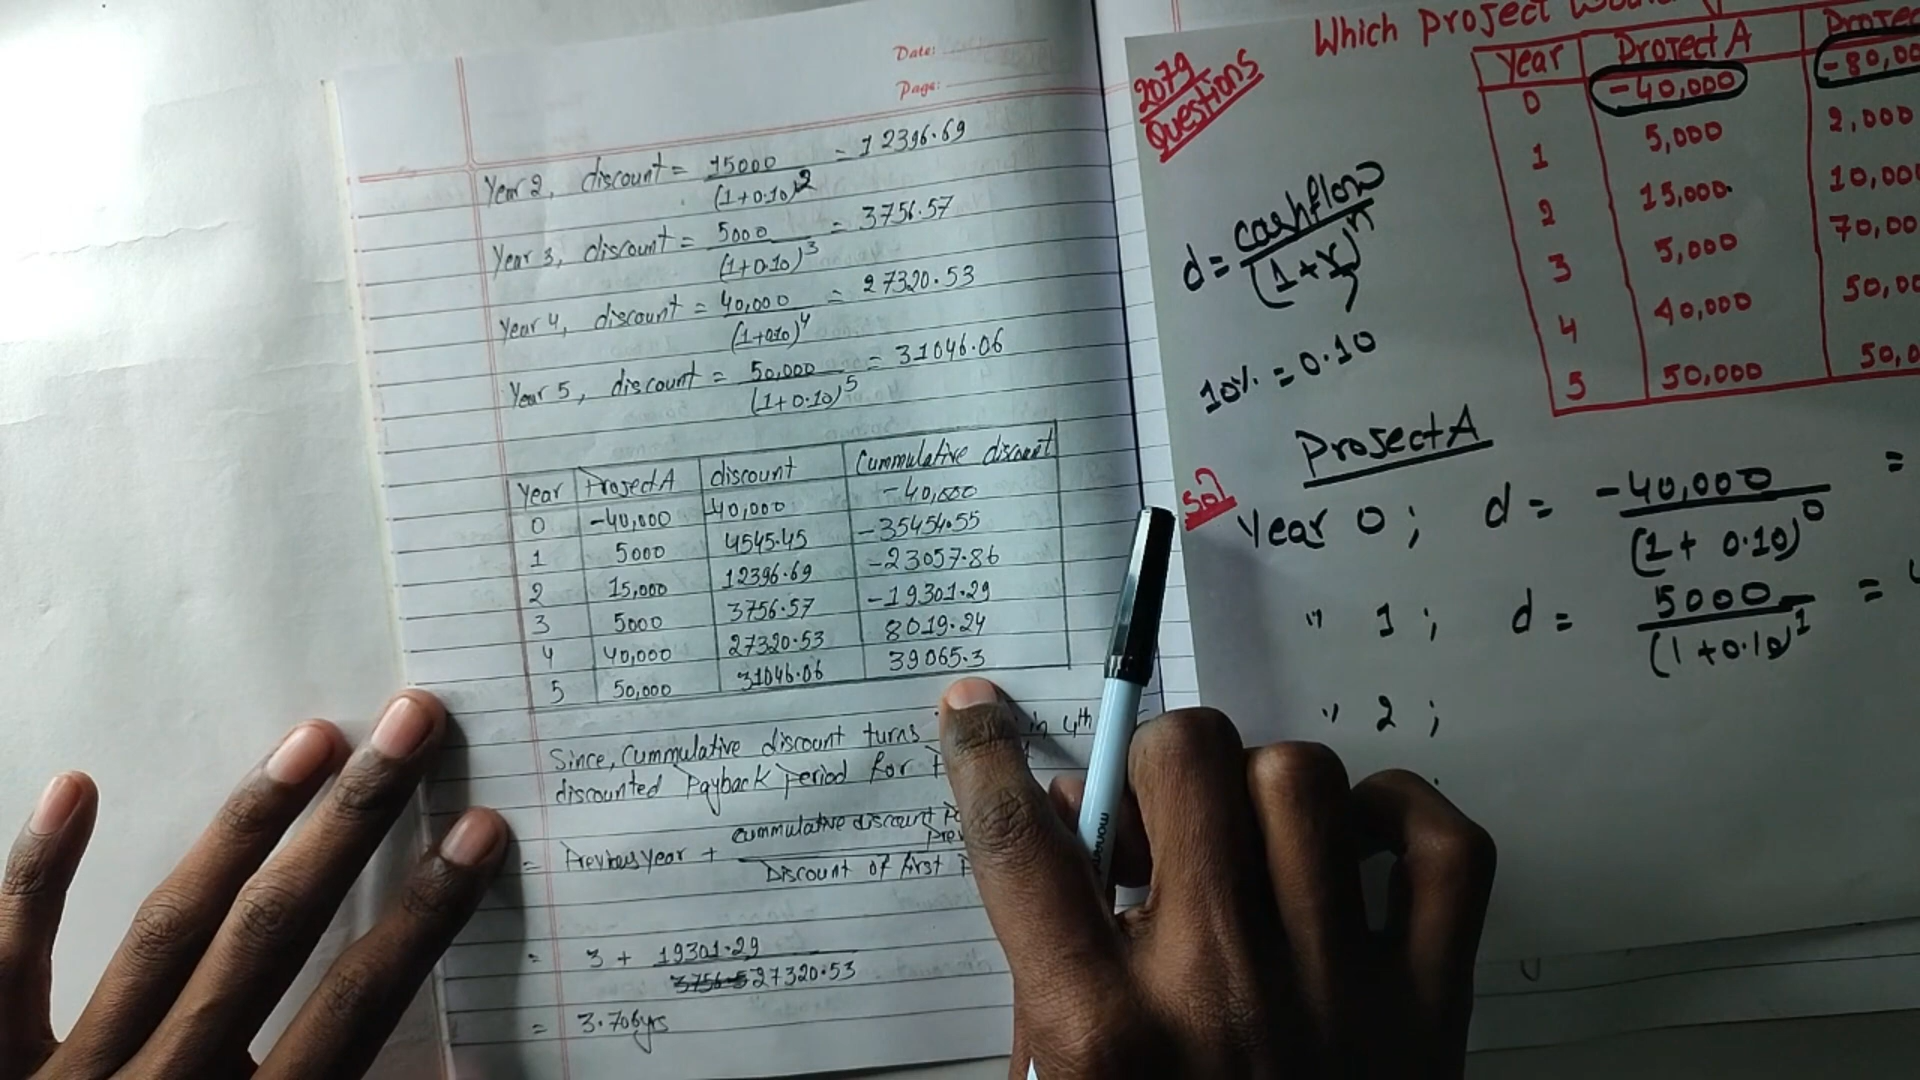 Date:
Page:
Year 2, discount = 15000 / (1+0.10)2 = 12396.69
Year 3, discount = 5000 / (1+0.10)3 = 3756.57
Year 4, discount = 40,000 / (1+0.10)4 = 27320.53
Year 5, discount = 50,000 / (1+0.10)5 = 31046.06
Year Project A discount Cummulative discount
0 -40,000 -40,000 -40,000
1 5000 4545.45 -35454.55
2 15,000 12396.69 -23057.86
3 5000 3756.57 -19301.29
4 40,000 27320.53 8019.24
5 50,000 31046.06 39065.3
Since, Cummulative discount turns in 4th
discounted Payback period for
= Previous year + cummulative discount
Discount of first
= 3 + 19301.29 / 27320.53
= 3.706yrs
2079
Questions
Which Project
Year Project A
0 -40,000 -80,00
1 5,000 2,000
2 15,000. 10,000
3 5,000 70,00
4 40,000 50,00
5 50,000 50,0
d = cashflow / (1+r)n
10% = 0.10
Project A
Sol
Year 0 ; d = -40,000 / (1+0.10)0 =
" 1 ; d = 5000 / (1+0.10)1 =
" 2 ;